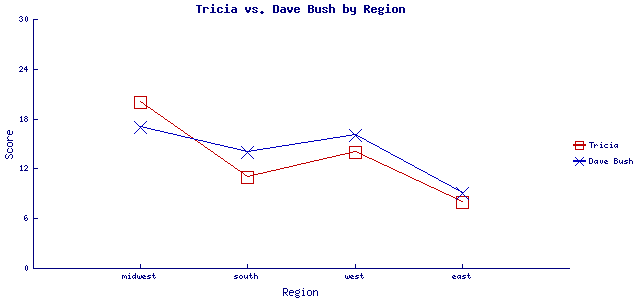 Tricia vs. Dave Bush by Region
30
24
18
12
6
0
Score
midwest south west east
Region
Tricia
Dave Bush